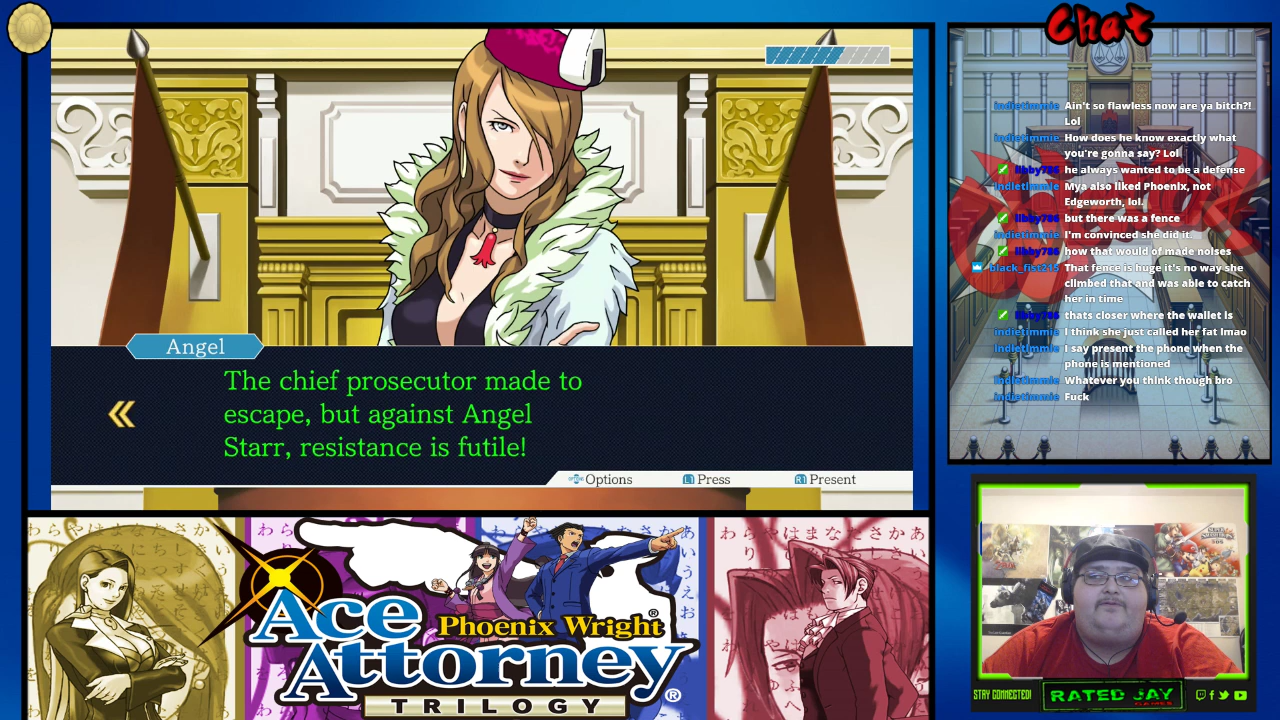 Chat
indietimmie Ain't so flawless now are ya bitch?!
Lol
indietimmie How does he know exactly what
you're gonna say? Lol
libby786 he always wanted to be a defense
indietimmie Mya also liked Phoenix, not
Edgeworth, lol.
libby786 but there was a fence
indietimmie I'm convinced she did it.
libby786 how that would of made noises
black_fist215 That fence is huge it's no way she
climbed that and was able to catch
her in time
libby786 thats closer where the wallet is
indietimmie I think she just called her fat lmao
indietimmie I say present the phone when the
phone is mentioned
indietimmie Whatever you think though bro
indietimmie Fuck
Angel
The chief prosecutor made to
escape, but against Angel
Starr, resistance is futile!
Options
Press
Present
Ace
Phoenix Wright®
Attorney®
TRILOGY
STAY CONNECTED!
RATED JAY
GAMES